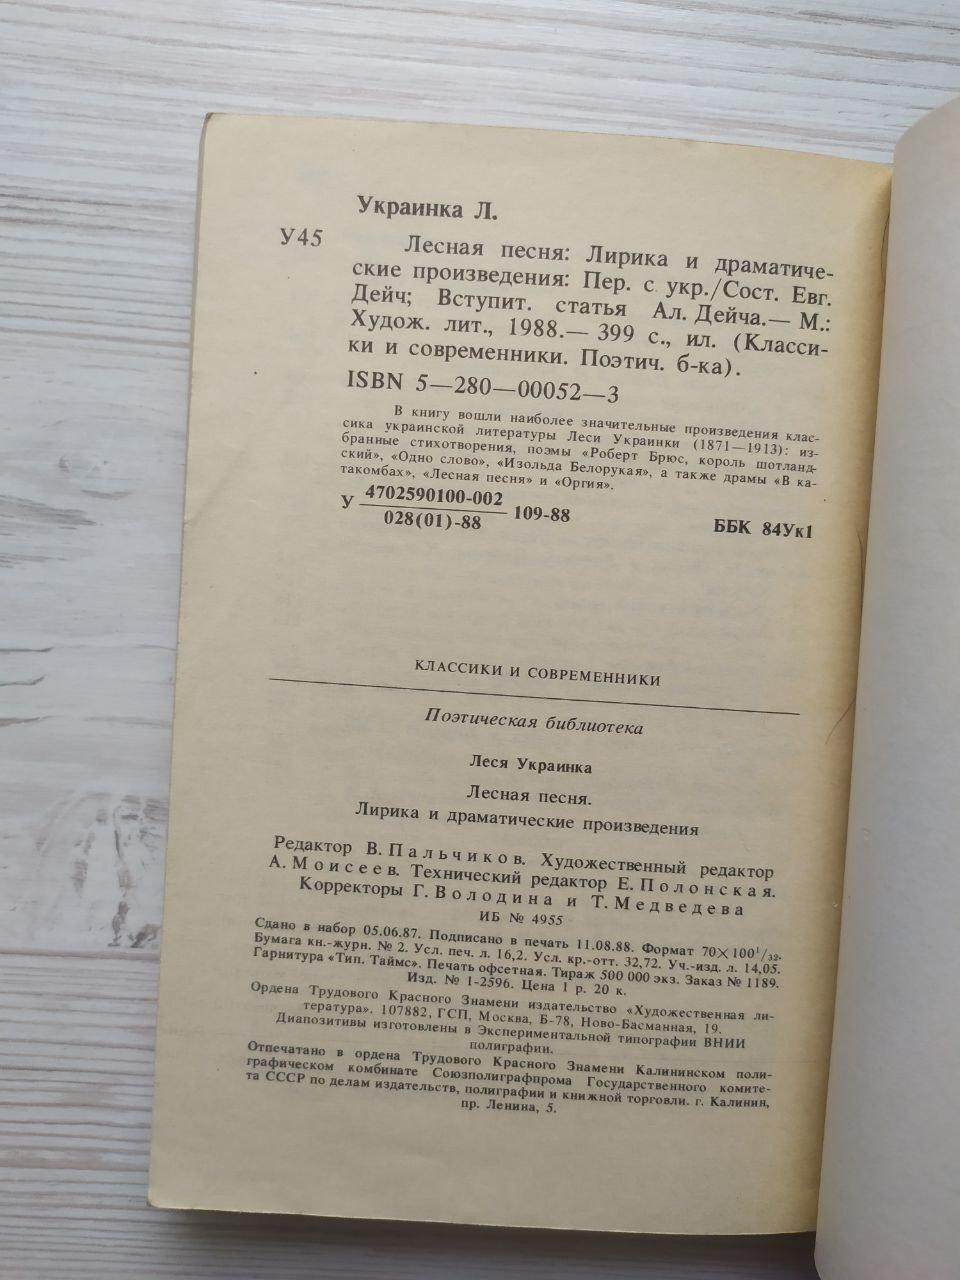 Украинка Л.
У45
Лесная песня: Лирика и драматиче-
ские произведения: Пер. с укр./Сост. Евг.
Дейч; Вступит. статья Ал. Дейча.— М.:
Худож. лит., 1988.— 399 с., ил. (Класси-
ки и современники. Поэтич. б-ка).
ISBN 5—280—00052—3
В книгу вошли наиболее значительные произведения клас-
сика украинской литературы Леси Украинки (1871—1913): из-
бранные стихотворения, поэмы «Роберт Брюс, король шотланд-
ский», «Одно слово», «Изольда Белорукая», а также драмы «В ка-
такомбах», «Лесная песня» и «Оргия».
У 4702590100-002
028(01)-88 109-88
ББК 84Ук1
КЛАССИКИ И СОВРЕМЕННИКИ
Поэтическая библиотека
Леся Украинка
Лесная песня.
Лирика и драматические произведения
Редактор В. Пальчиков. Художественный редактор
А. Моисеев. Технический редактор Е. Полонская.
Корректоры Г. Володина и Т. Медведева
ИБ № 4955
Сдано в набор 05.06.87. Подписано в печать 11.08.88. Формат 70×100¹/₃₂.
Бумага кн.-журн. № 2. Усл. печ. л. 16,2. Усл. кр.-отт. 32,72. Уч.-изд. л. 14,05.
Гарнитура «Тип. Таймс». Печать офсетная. Тираж 500 000 экз. Заказ № 1189.
Изд. № 1-2596. Цена 1 р. 20 к.
Ордена Трудового Красного Знамени издательство «Художественная ли-
тература». 107882, ГСП, Москва, Б-78, Ново-Басманная, 19.
Диапозитивы изготовлены в Экспериментальной типографии ВНИИ
полиграфии.
Отпечатано в ордена Трудового Красного Знамени Калининском поли-
графическом комбинате Союзполиграфпрома Государственного комите-
та СССР по делам издательств, полиграфии и книжной торговли. г. Калинин,
пр. Ленина, 5.